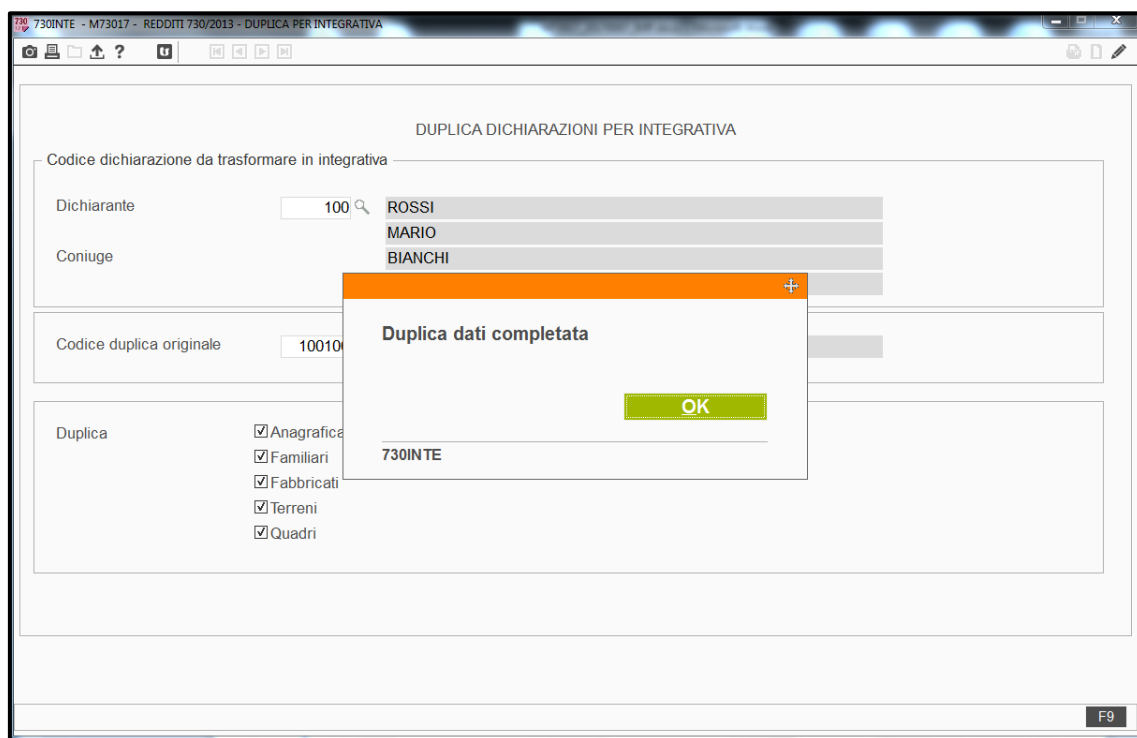 730INTE - M73017 - REDDITI 730/2013 - DUPLICA PER INTEGRATIVA
DUPLICA DICHIARAZIONI PER INTEGRATIVA
Codice dichiarazione da trasformare in integrativa
Dichiarante 100 ROSSI
MARIO
Coniuge BIANCHI
Duplica dati completata
Codice duplica originale
OK
730INTE
Duplica Anagrafica
Familiari
Fabbricati
Terreni
Quadri
F9